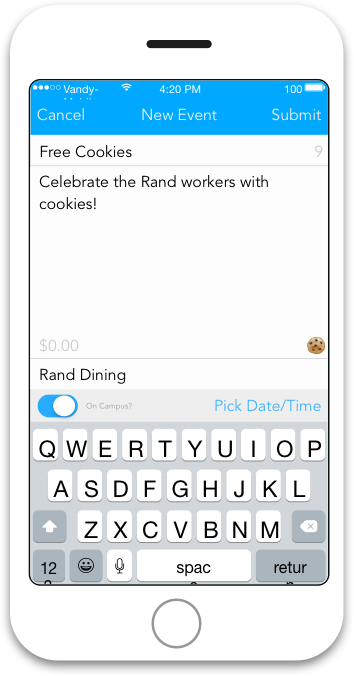 Vandy- 4:20 PM 100
Cancel New Event Submit
Free Cookies 9
Celebrate the Rand workers with
cookies!
$0.00
Rand Dining
On Campus? Pick Date/Time
Q W E R T Y U I O P
A S D F G H J K L
Z X C V B N M
12 spac retur